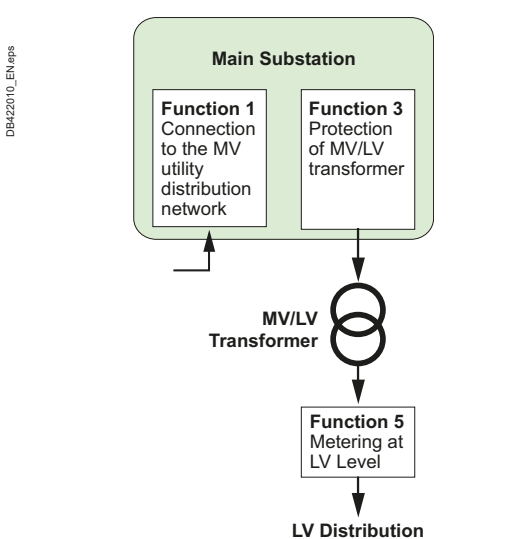 DB422010_EN.eps
Main Substation
Function 1
Connection
to the MV
utility
distribution
network
Function 3
Protection
of MV/LV
transformer
MV/LV
Transformer
Function 5
Metering at
LV Level
LV Distribution